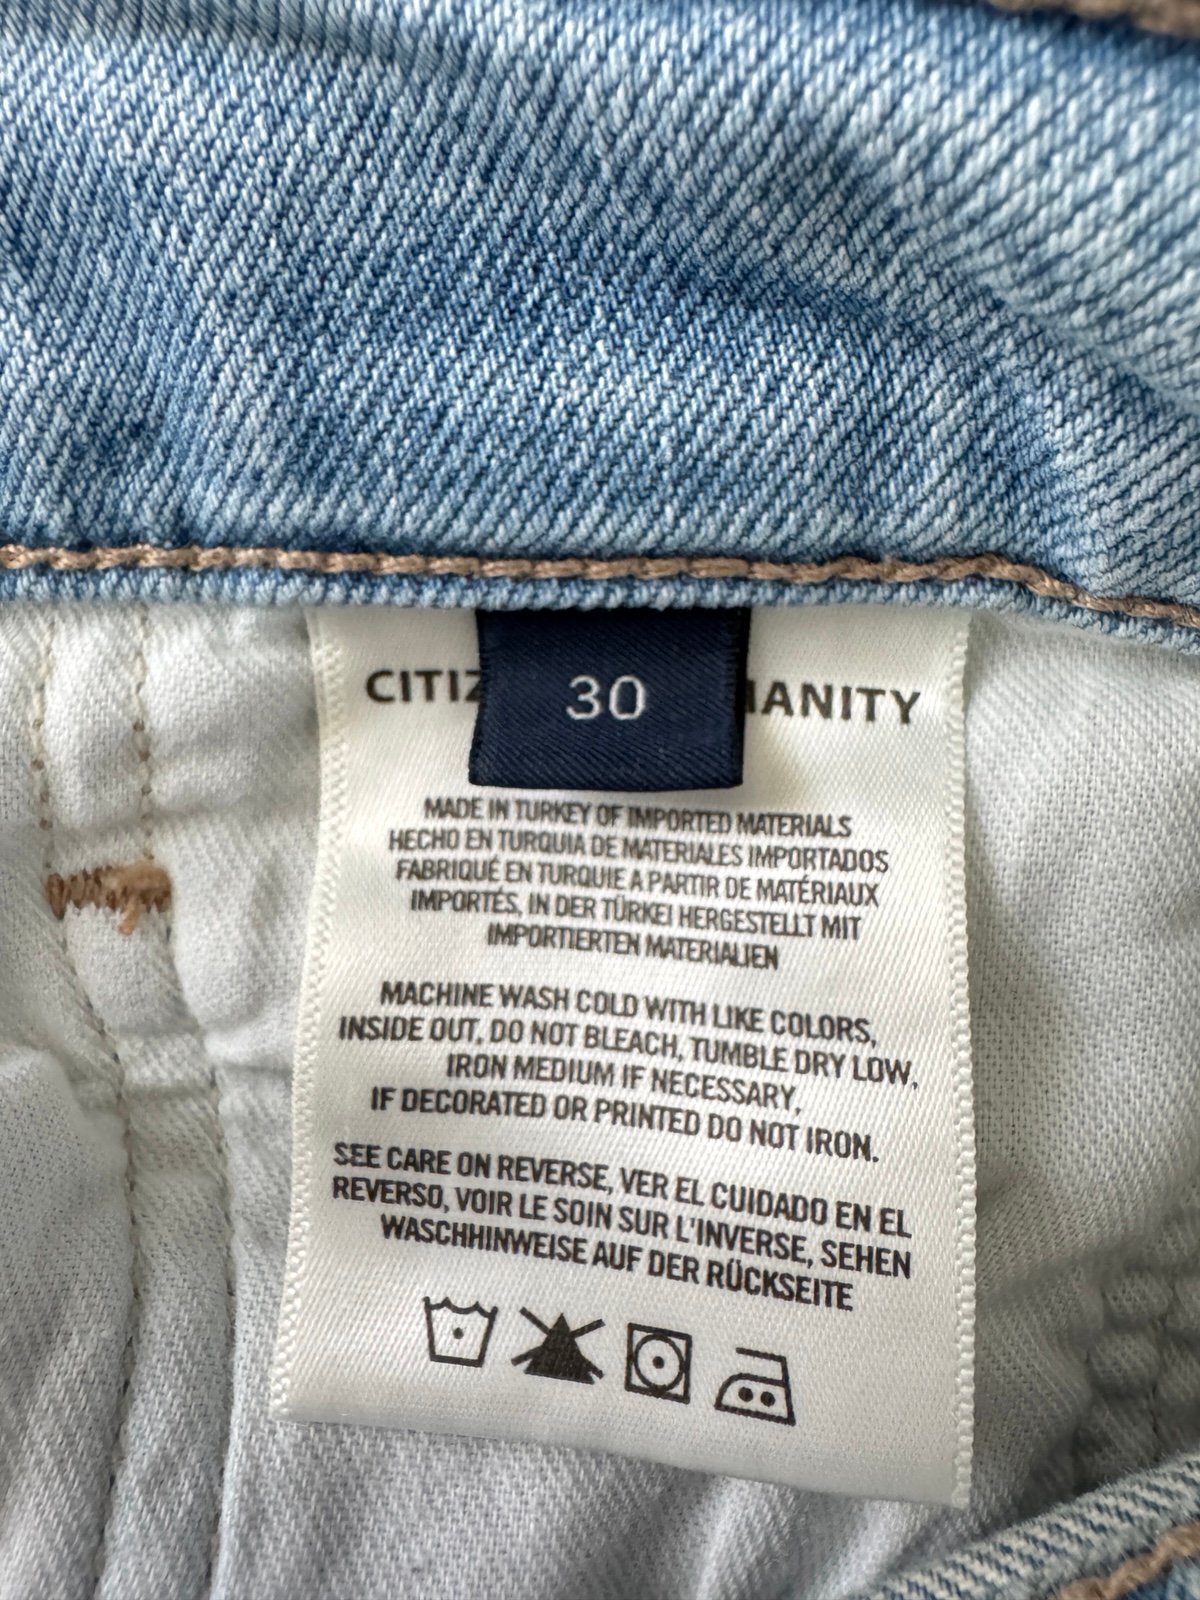 CITIZ
30
MANITY
MADE IN TURKEY OF IMPORTED MATERIALS
HECHO EN TURQUIA DE MATERIALES IMPORTADOS
FABRIQUÉ EN TURQUIE A PARTIR DE MATÉRIAUX
IMPORTÉS, IN DER TÜRKEI HERGESTELLT MIT
IMPORTIERTEN MATERIALIEN
MACHINE WASH COLD WITH LIKE COLORS,
INSIDE OUT, DO NOT BLEACH, TUMBLE DRY LOW,
IRON MEDIUM IF NECESSARY,
IF DECORATED OR PRINTED DO NOT IRON.
SEE CARE ON REVERSE, VER EL CUIDADO EN EL
REVERSO, VOIR LE SOIN SUR L'INVERSE, SEHEN
WASCHHINWEISE AUF DER RÜCKSEITE